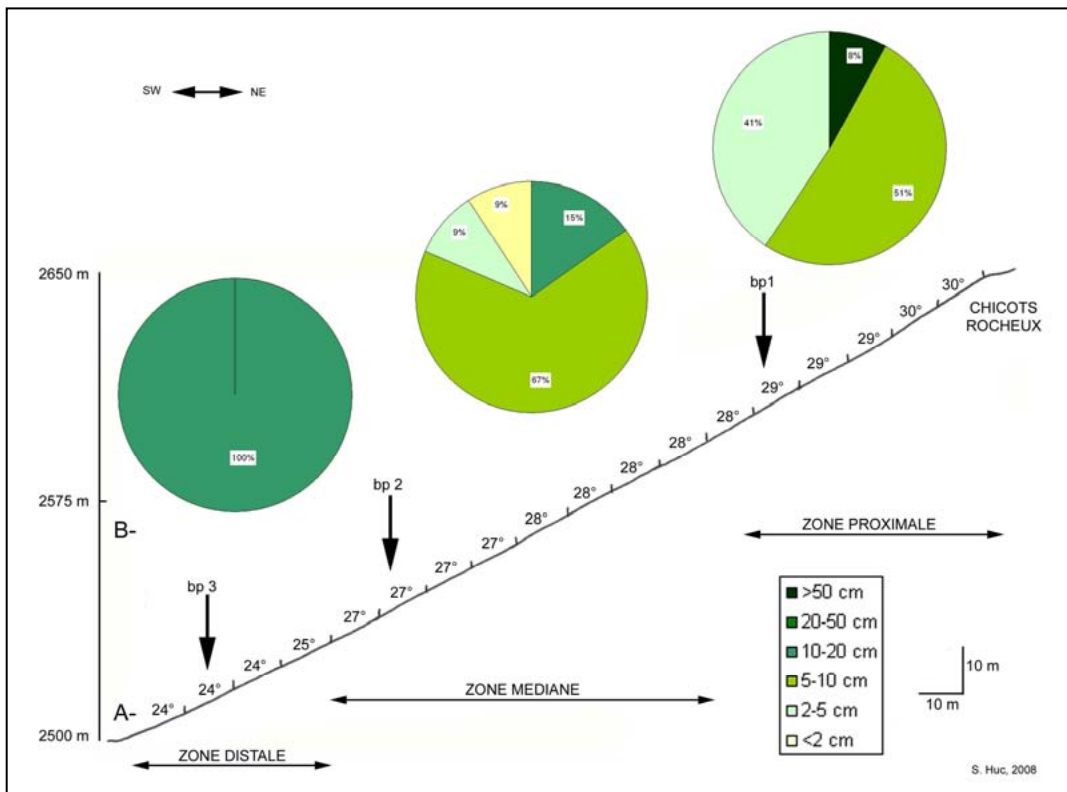 SW NE
8%
41%
51%
9%
15%
9%
67%
100%
2650 m
bp1
30°
30°
CHICOTS
ROCHEUX
29°
29°
29°
28°
28°
28°
28°
28°
2575 m
bp 2
B-
ZONE PROXIMALE
27°
27°
27°
27°
bp 3
25°
24°
24°
24°
A-
2500 m
ZONE MEDIANE
ZONE DISTALE
>50 cm
20-50 cm
10-20 cm
5-10 cm
2-5 cm
<2 cm
10 m
10 m
S. Huc, 2008